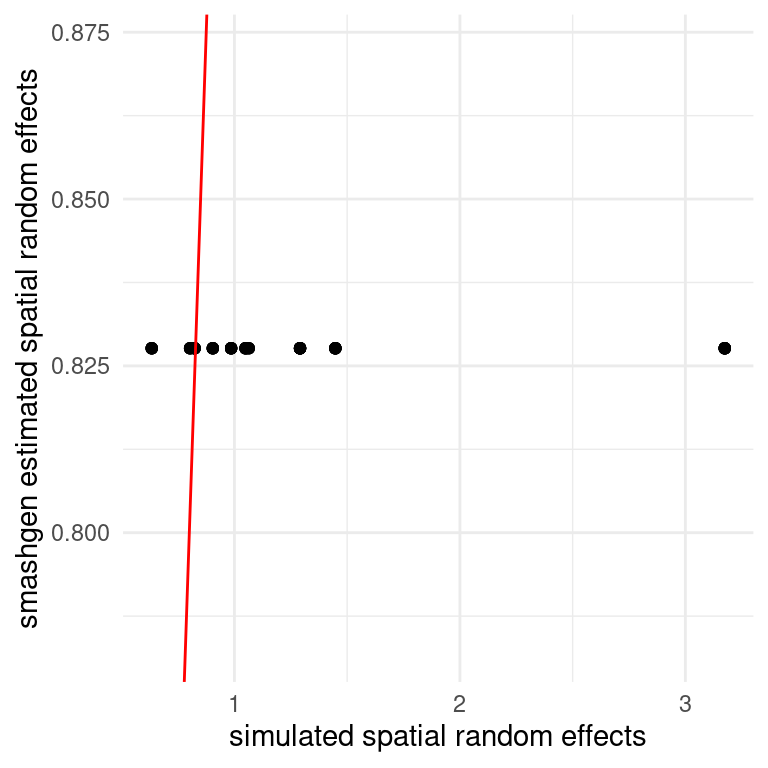 smashgen estimated spatial random effects
0.875
0.850
0.825
0.800
1 2 3
simulated spatial random effects